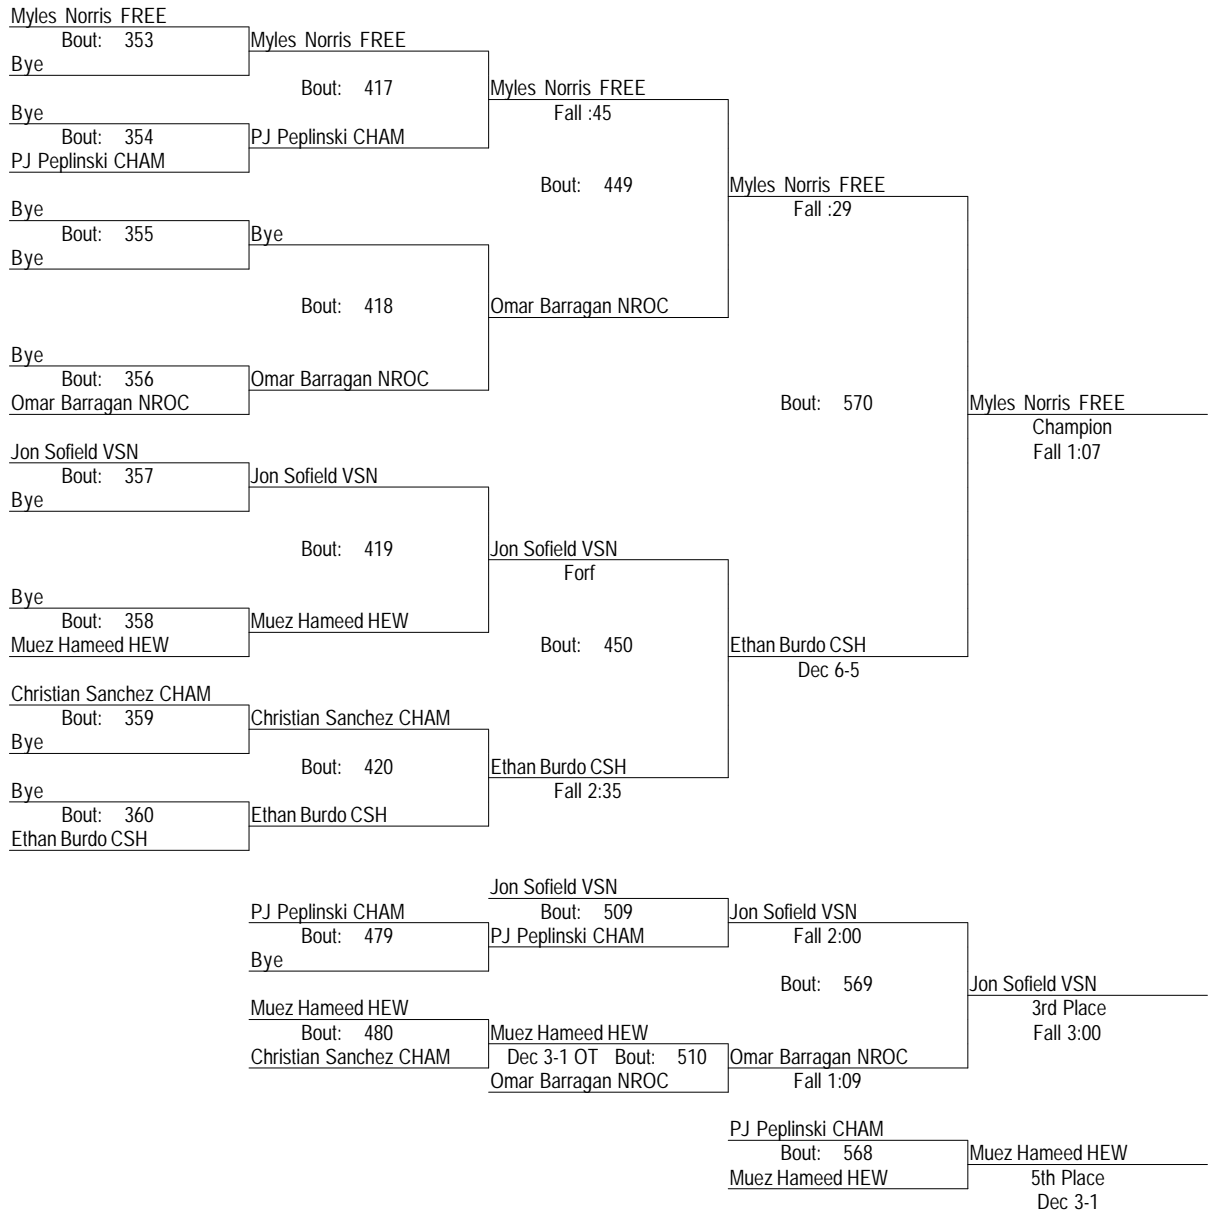 Myles Norris FREE
Bout: 353
Myles Norris FREE
Bye
Bout: 417
Myles Norris FREE
Bye
Fall :45
Bout: 354
PJ Peplinski CHAM
PJ Peplinski CHAM
Bout: 449
Myles Norris FREE
Bye
Fall :29
Bout: 355
Bye
Bye
Bout: 418
Omar Barragan NROC
Bye
Bout: 356
Omar Barragan NROC
Omar Barragan NROC
Bout: 570
Myles Norris FREE
Champion
Fall 1:07
Jon Sofield VSN
Bout: 357
Jon Sofield VSN
Bye
Bout: 419
Jon Sofield VSN
Forf
Bye
Bout: 358
Muez Hameed HEW
Muez Hameed HEW
Bout: 450
Ethan Burdo CSH
Dec 6-5
Christian Sanchez CHAM
Bout: 359
Christian Sanchez CHAM
Bye
Bout: 420
Ethan Burdo CSH
Bye
Fall 2:35
Bout: 360
Ethan Burdo CSH
Ethan Burdo CSH
Jon Sofield VSN
PJ Peplinski CHAM
Bout: 509
Jon Sofield VSN
Bout: 479
PJ Peplinski CHAM
Fall 2:00
Bye
Bout: 569
Jon Sofield VSN
Muez Hameed HEW
3rd Place
Bout: 480
Muez Hameed HEW
Fall 3:00
Christian Sanchez CHAM
Dec 3-1 OT Bout: 510
Omar Barragan NROC
Omar Barragan NROC
Fall 1:09
PJ Peplinski CHAM
Bout: 568
Muez Hameed HEW
Muez Hameed HEW
5th Place
Dec 3-1